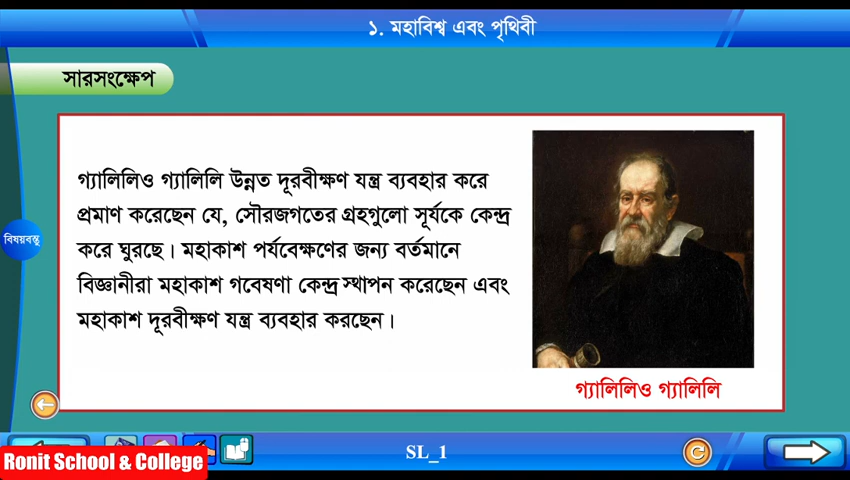 ১. মহাবিশ্ব এবং পৃথিবী
সারসংক্ষেপ
গ্যালিলিও গ্যালিলি উন্নত দূরবীক্ষণ যন্ত্র ব্যবহার করে
প্রমাণ করেছেন যে, সৌরজগতের গ্রহগুলো সূর্যকে কেন্দ্র
করে ঘুরছে। মহাকাশ পর্যবেক্ষণের জন্য বর্তমানে
বিজ্ঞানীরা মহাকাশ গবেষণা কেন্দ্র স্থাপন করেছেন এবং
মহাকাশ দূরবীক্ষণ যন্ত্র ব্যবহার করছেন।
বিষয়বস্তু
গ্যালিলিও গ্যালিলি
SL_1
Ronit School & College